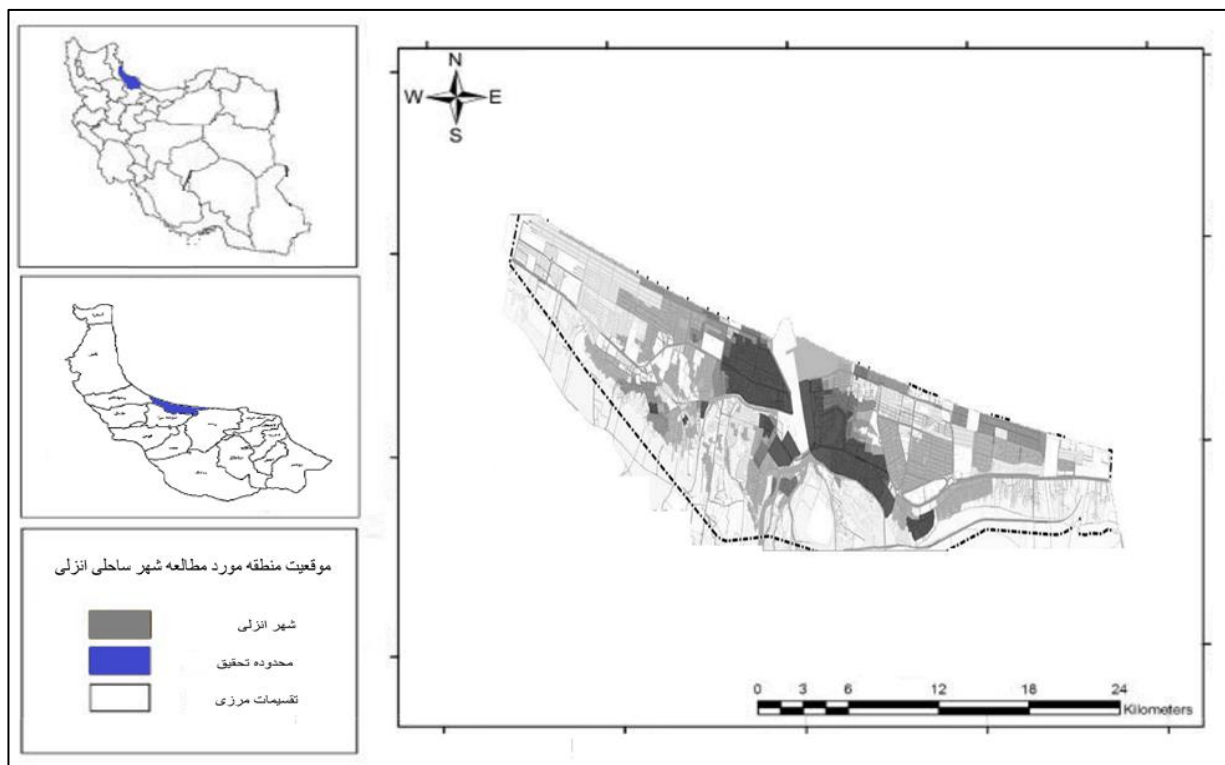 موقعیت منطقه مورد مطالعه شهر ساحلی انزلی
شهر انزلی
محدوده تحقیق
تقسیمات مرزی
N
W E
S
0 3 6 12 18 24
Kilometers